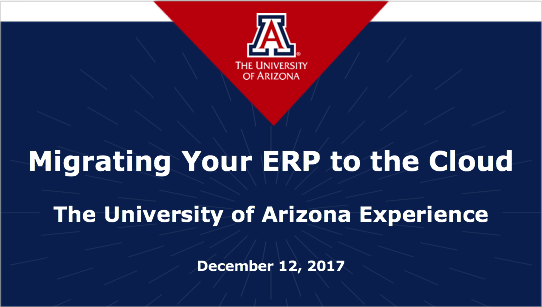 A
THE UNIVERSITY
OF ARIZONA
Migrating Your ERP to the Cloud
The University of Arizona Experience
December 12, 2017